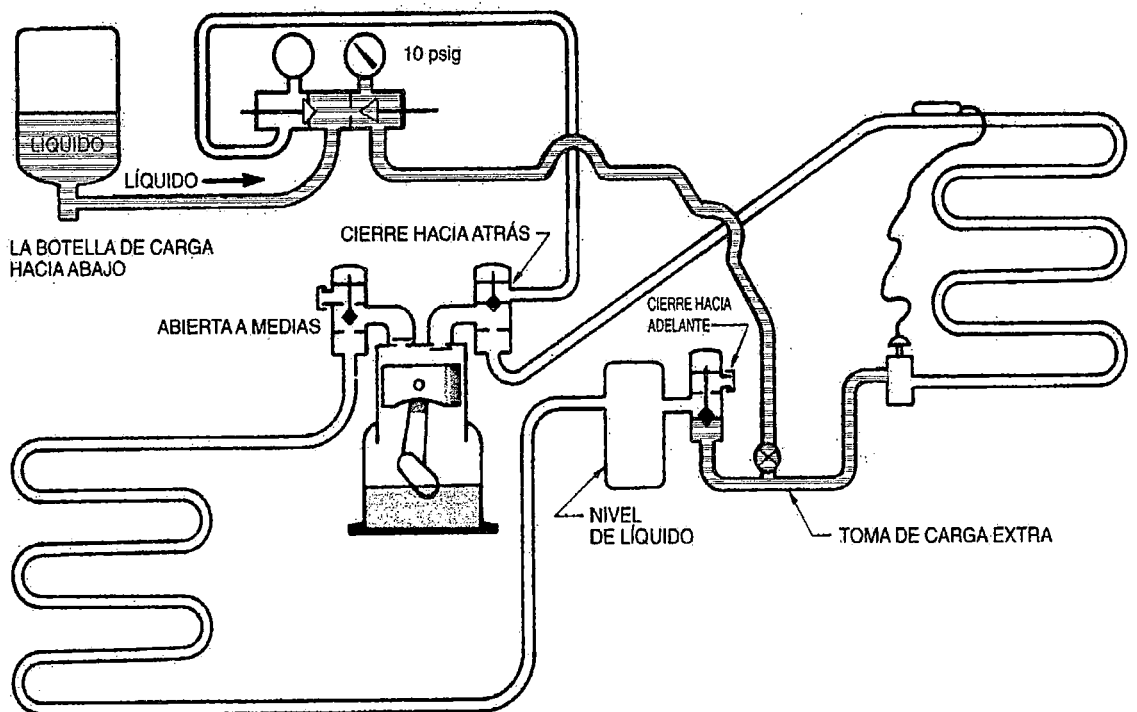 10 psig
LÍQUIDO
LÍQUIDO
LA BOTELLA DE CARGA
HACIA ABAJO
CIERRE HACIA ATRÁS
ABIERTA A MEDIAS
CIERRE HACIA
ADELANTE
NIVEL
DE LÍQUIDO
TOMA DE CARGA EXTRA